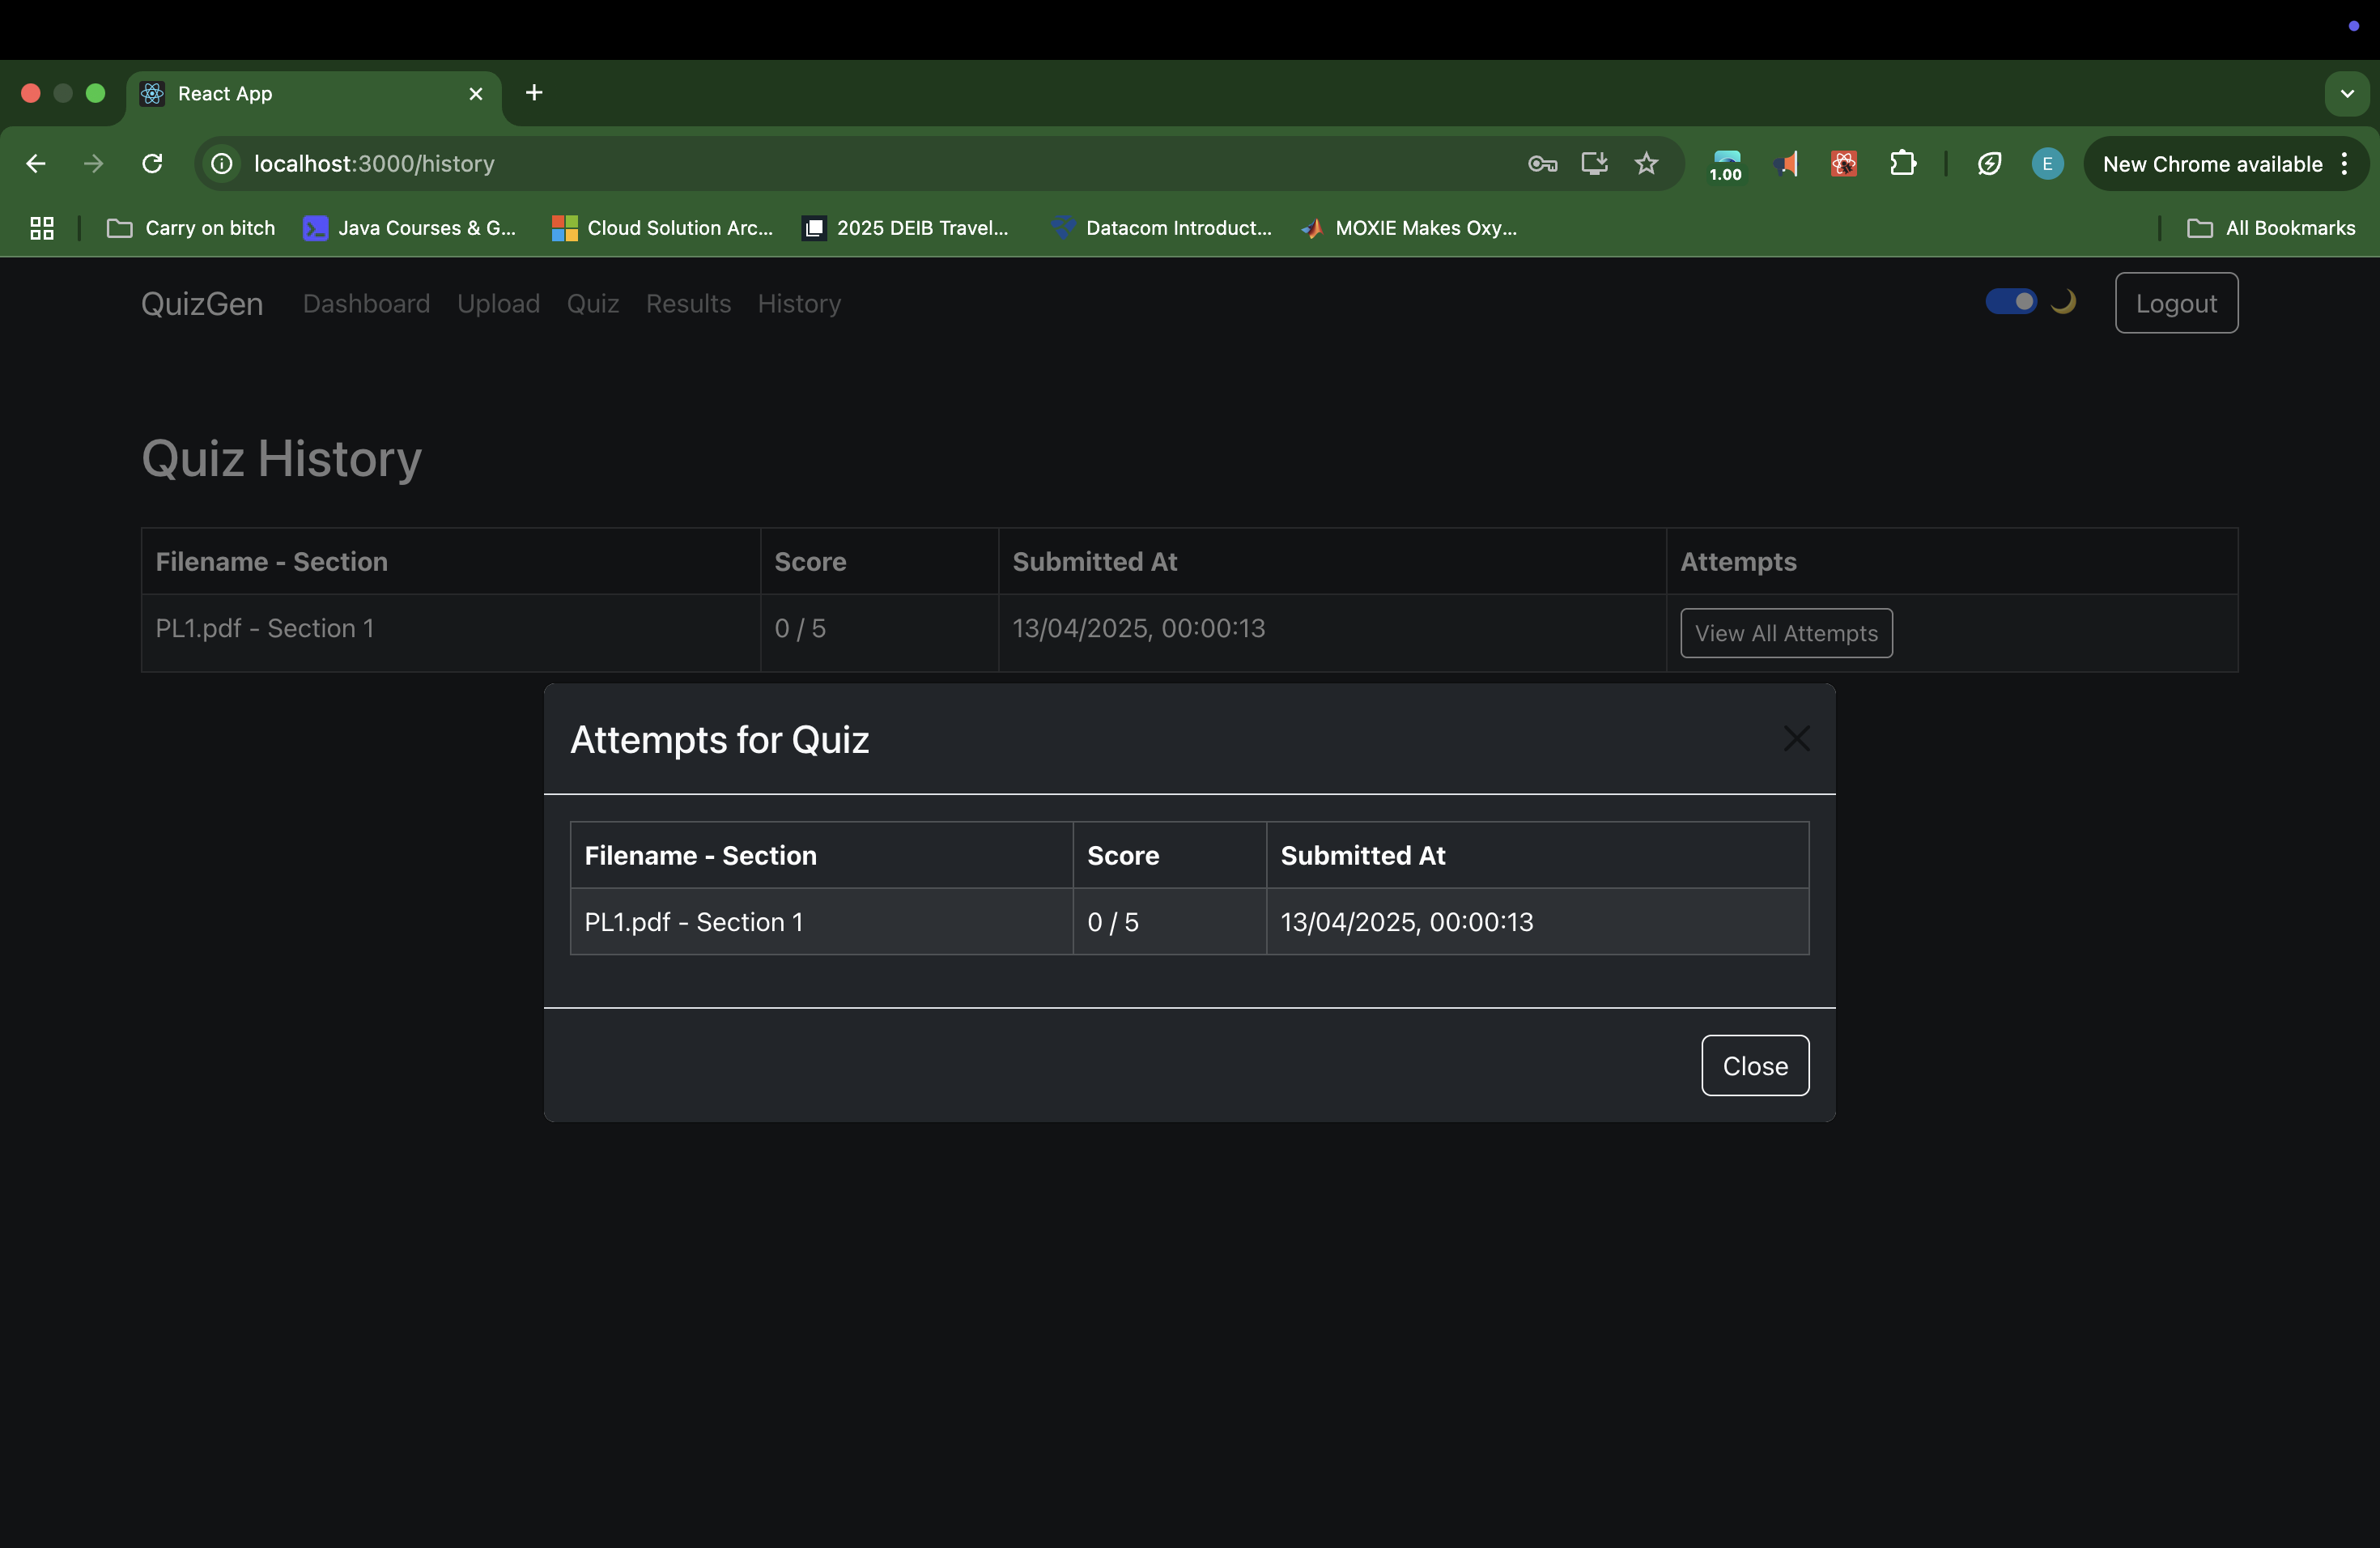 React App
localhost:3000/history
1.00
E
New Chrome available
Carry on bitch
Java Courses & G...
Cloud Solution Arc...
2025 DEIB Travel...
Datacom Introduct...
MOXIE Makes Oxy...
All Bookmarks
QuizGen Dashboard Upload Quiz Results History
Logout
Quiz History
Filename - Section Score Submitted At Attempts
PL1.pdf - Section 1 0 / 5 13/04/2025, 00:00:13 View All Attempts
Attempts for Quiz
Filename - Section Score Submitted At
PL1.pdf - Section 1 0 / 5 13/04/2025, 00:00:13
Close